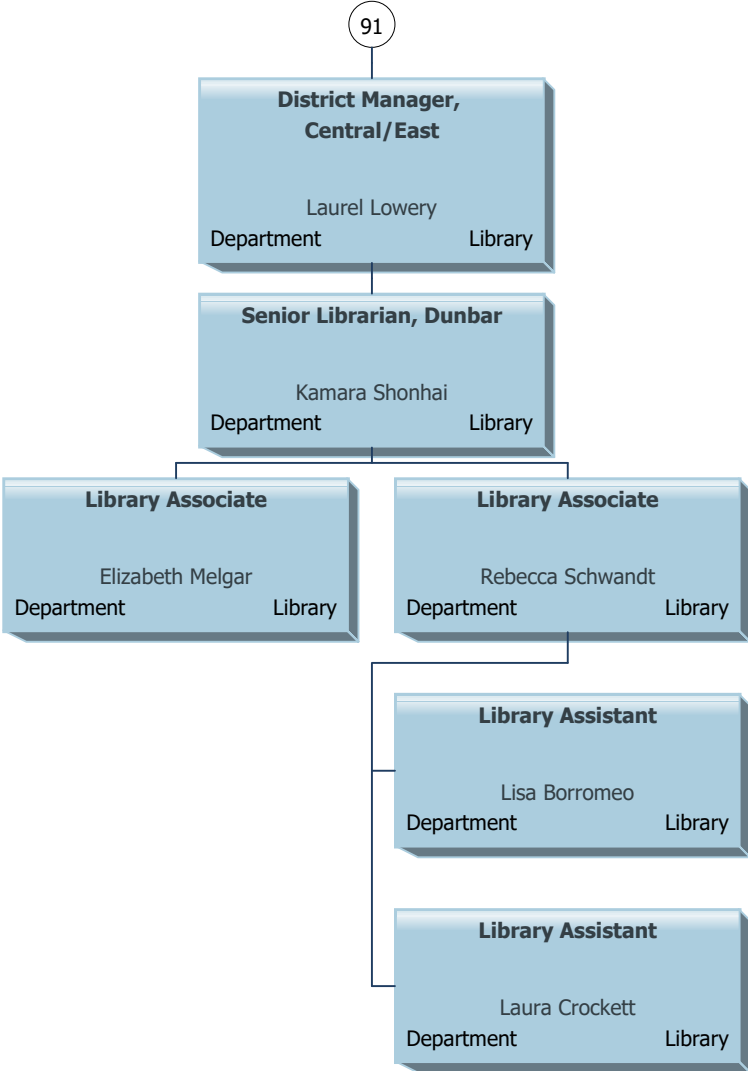 91
District Manager,
Central/East
Laurel Lowery
Department Library
Senior Librarian, Dunbar
Kamara Shonhai
Department Library
Library Associate
Elizabeth Melgar
Department Library
Library Associate
Rebecca Schwandt
Department Library
Library Assistant
Lisa Borromeo
Department Library
Library Assistant
Laura Crockett
Department Library